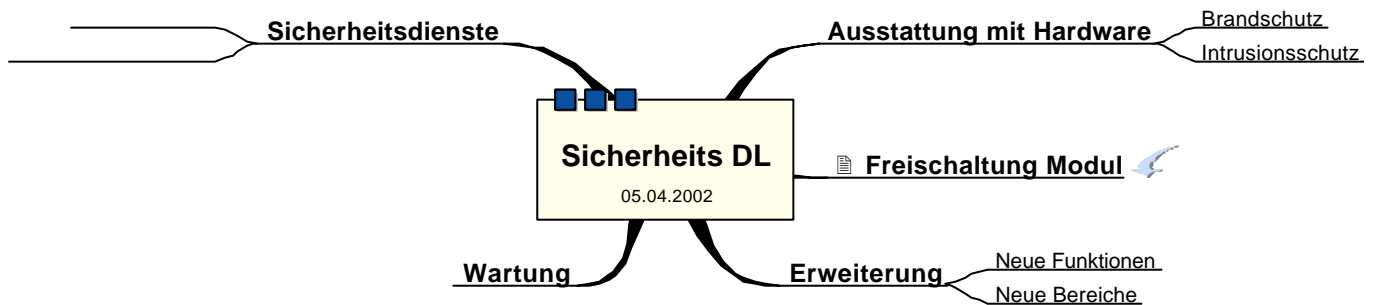 Sicherheitsdienste
Ausstattung mit Hardware
Brandschutz
Intrusionsschutz
Sicherheits DL
05.04.2002
Freischaltung Modul
Wartung
Erweiterung
Neue Funktionen
Neue Bereiche